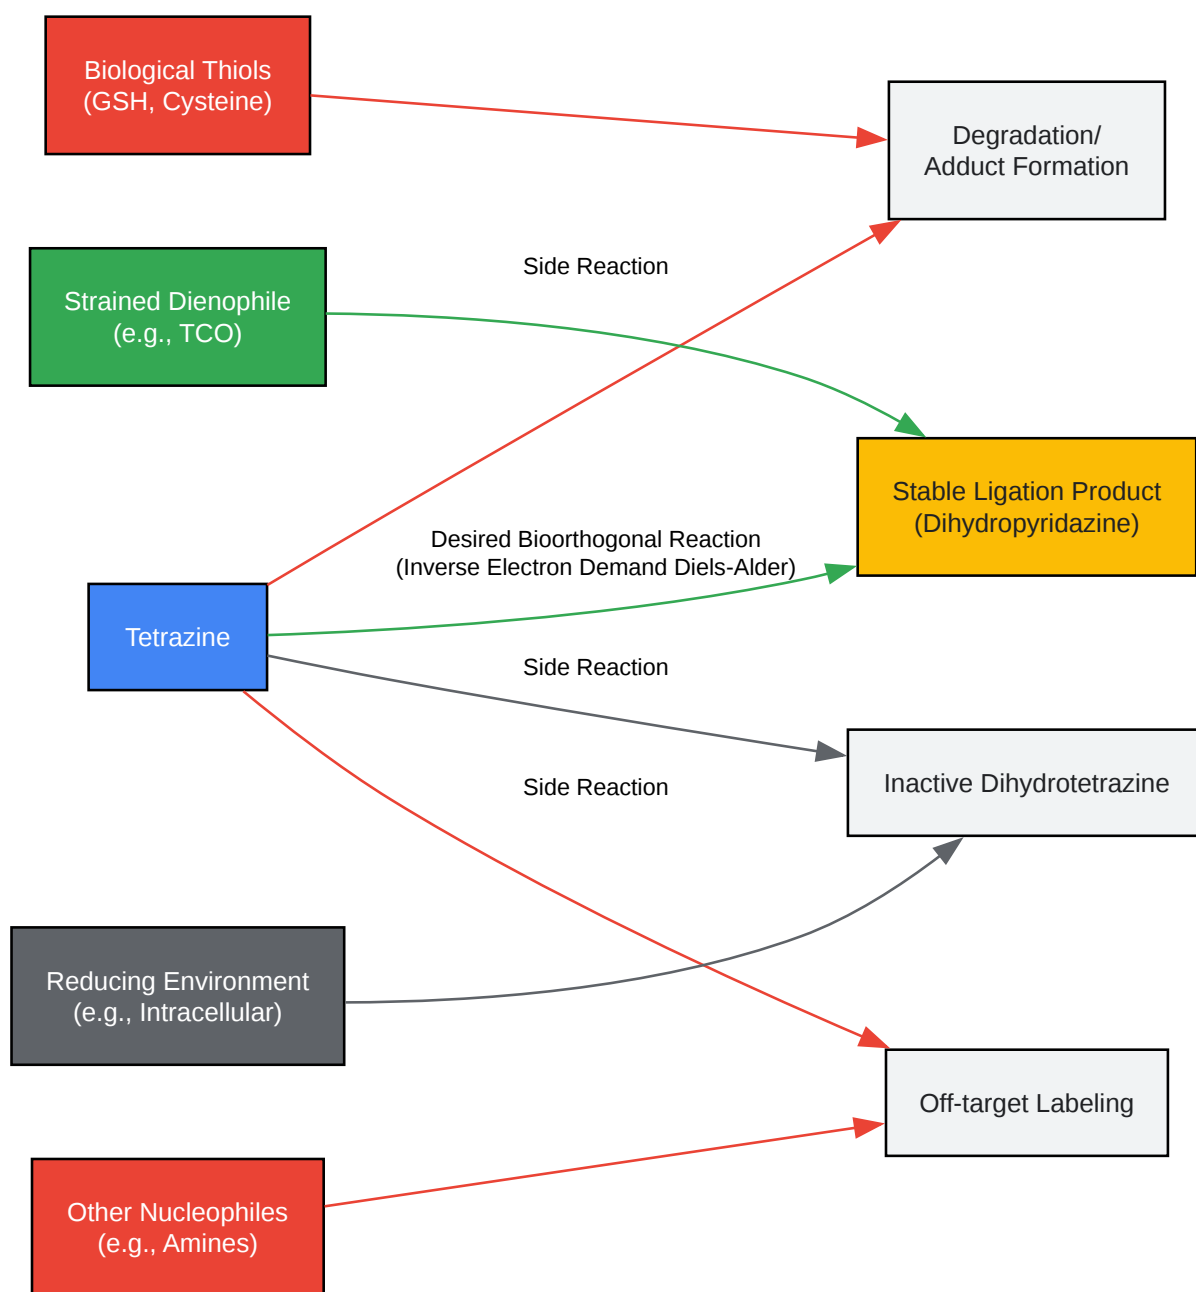 Biological Thiols
(GSH, Cysteine)
Degradation/
Adduct Formation
Side Reaction
Strained Dienophile
(e.g., TCO)
Stable Ligation Product
(Dihydropyridazine)
Desired Bioorthogonal Reaction
(Inverse Electron Demand Diels-Alder)
Tetrazine
Side Reaction
Inactive Dihydrotetrazine
Side Reaction
Reducing Environment
(e.g., Intracellular)
Off-target Labeling
Other Nucleophiles
(e.g., Amines)